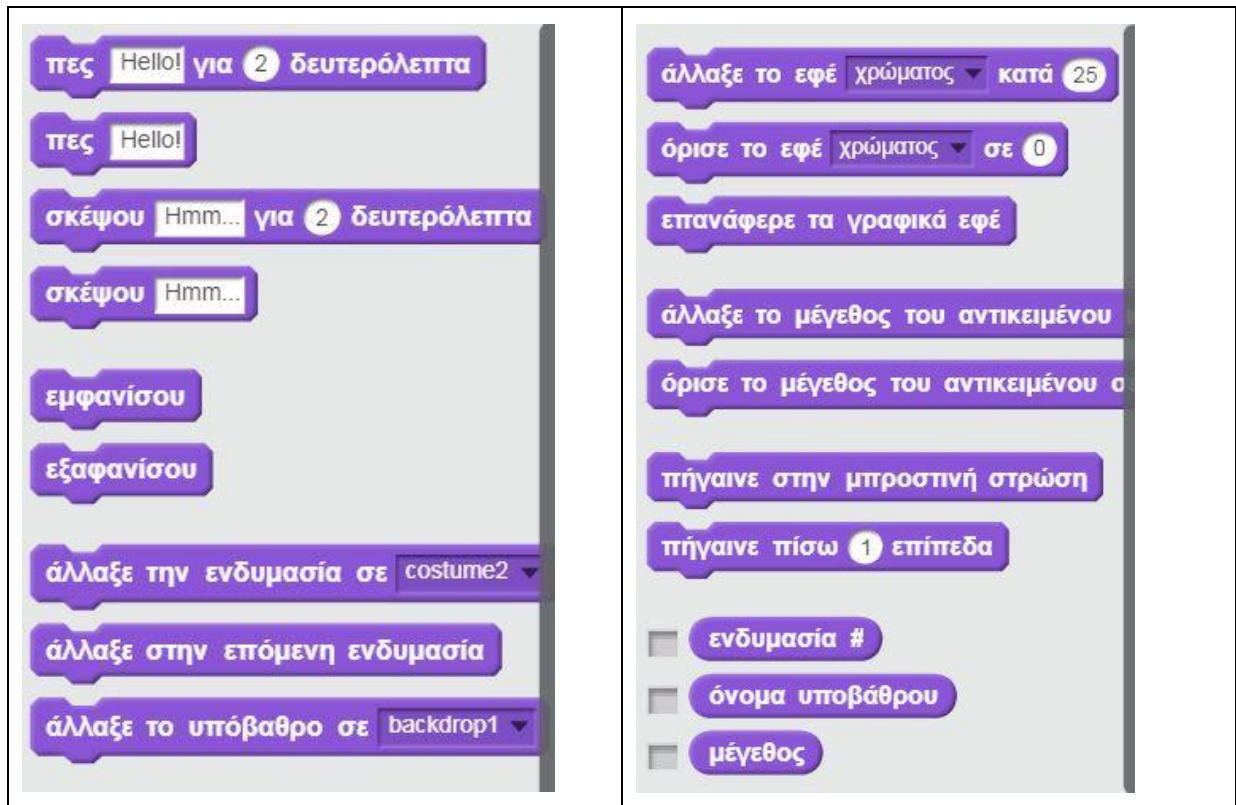 πες Hello! για 2 δευτερόλεπτα
πες Hello!
σκέψου Hmm... για 2 δευτερόλεπτα
σκέψου Hmm...
εμφανίσου
εξαφανίσου
άλλαξε την ενδυμασία σε costume2
άλλαξε στην επόμενη ενδυμασία
άλλαξε το υπόβαθρο σε backdrop1
άλλαξε το εφέ χρώματος κατά 25
όρισε το εφέ χρώματος σε 0
επανάφερε τα γραφικά εφέ
άλλαξε το μέγεθος του αντικειμένου
όρισε το μέγεθος του αντικειμένου σε
πήγαινε στην μπροστινή στρώση
πήγαινε πίσω 1 επίπεδα
ενδυμασία #
όνομα υποβάθρου
μέγεθος